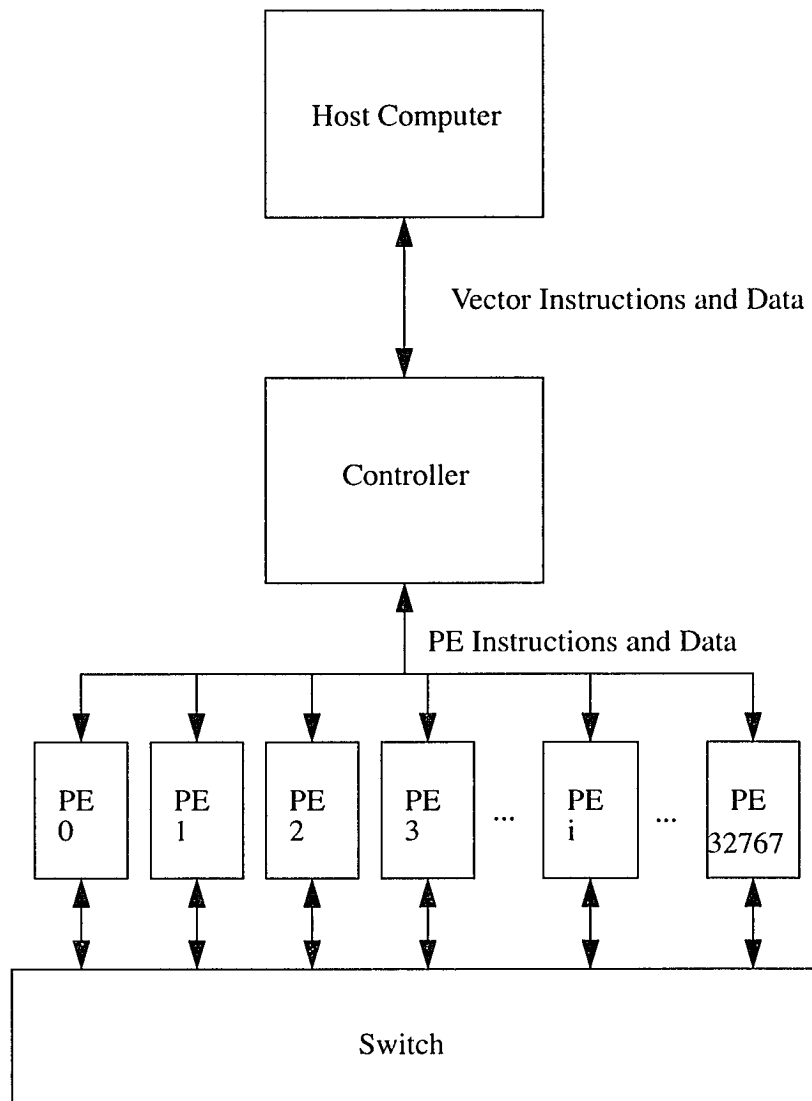 Host Computer
Vector Instructions and Data
Controller
PE Instructions and Data
PE
0
PE
1
PE
2
PE
3
...
PE
i
...
PE
32767
Switch